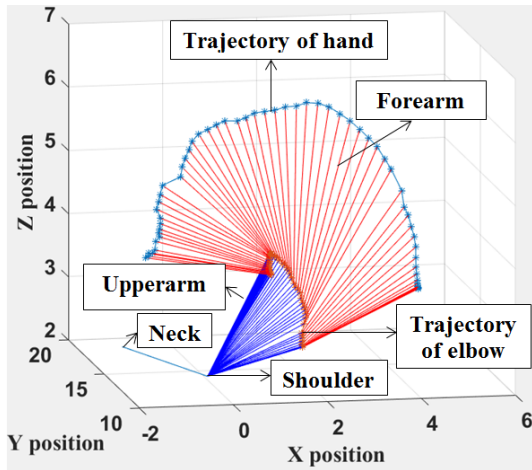 7
Trajectory of hand
6
Forearm
5
Z position
4
3
Upperarm
2
Neck
Trajectory
of elbow
20
Shoulder
15
10
Y position
-2
0
2
4
6
X position